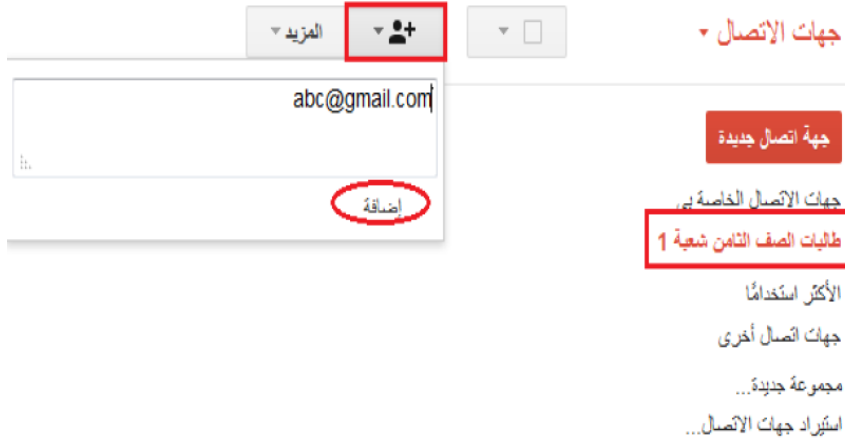 جهات الاتصال
المزيد
abc@gmail.com
إضافة
جهة اتصال جديدة
جهات الاتصال الخاصة بي
طالبات الصف الثامن شعبة 1
الأكثر استخدامًا
جهات اتصال أخرى
مجموعة جديدة...
استيراد جهات الاتصال...